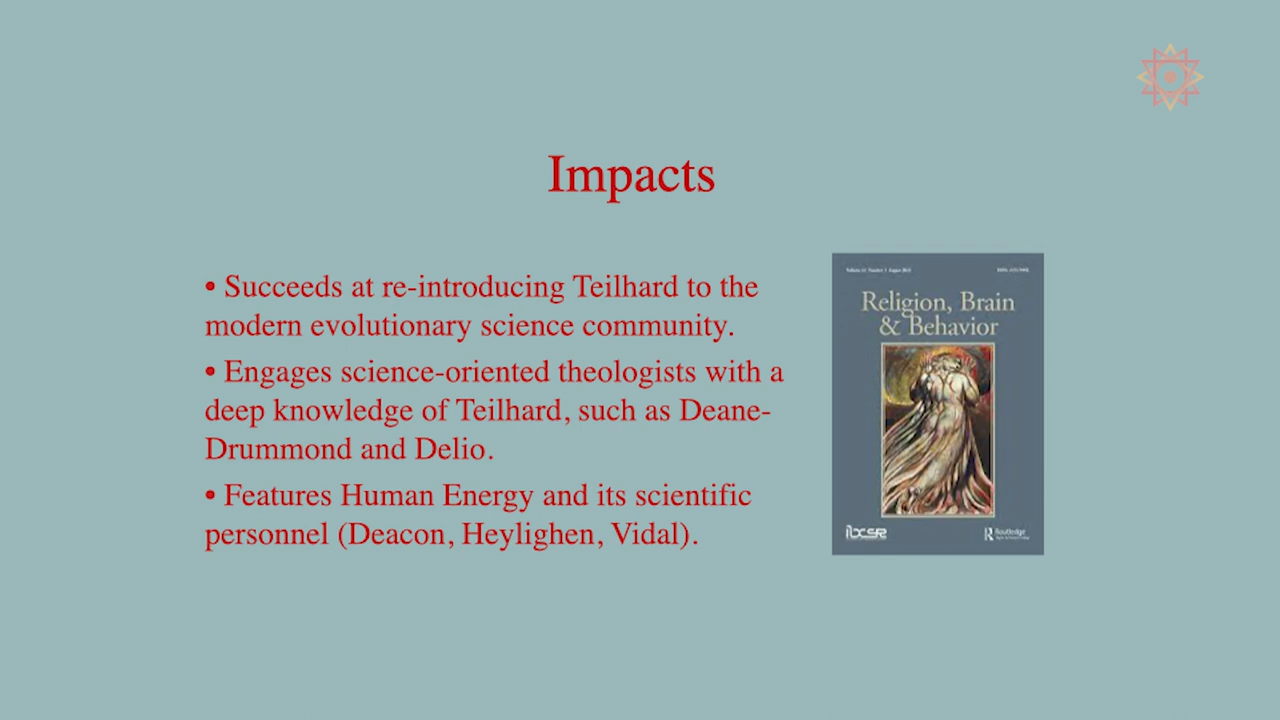 Impacts
• Succeeds at re-introducing Teilhard to the
modern evolutionary science community.
• Engages science-oriented theologists with a
deep knowledge of Teilhard, such as Deane-
Drummond and Delio.
• Features Human Energy and its scientific
personnel (Deacon, Heylighen, Vidal).
Religion, Brain
& Behavior
Routledge